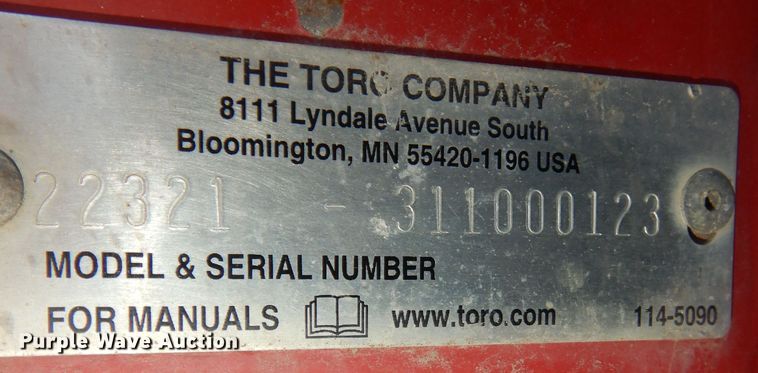 THE TORO COMPANY
8111 Lyndale Avenue South
Bloomington, MN 55420-1196 USA
22321 - 311000123
MODEL & SERIAL NUMBER
FOR MANUALS www.toro.com 114-5090
Purple Wave Auction